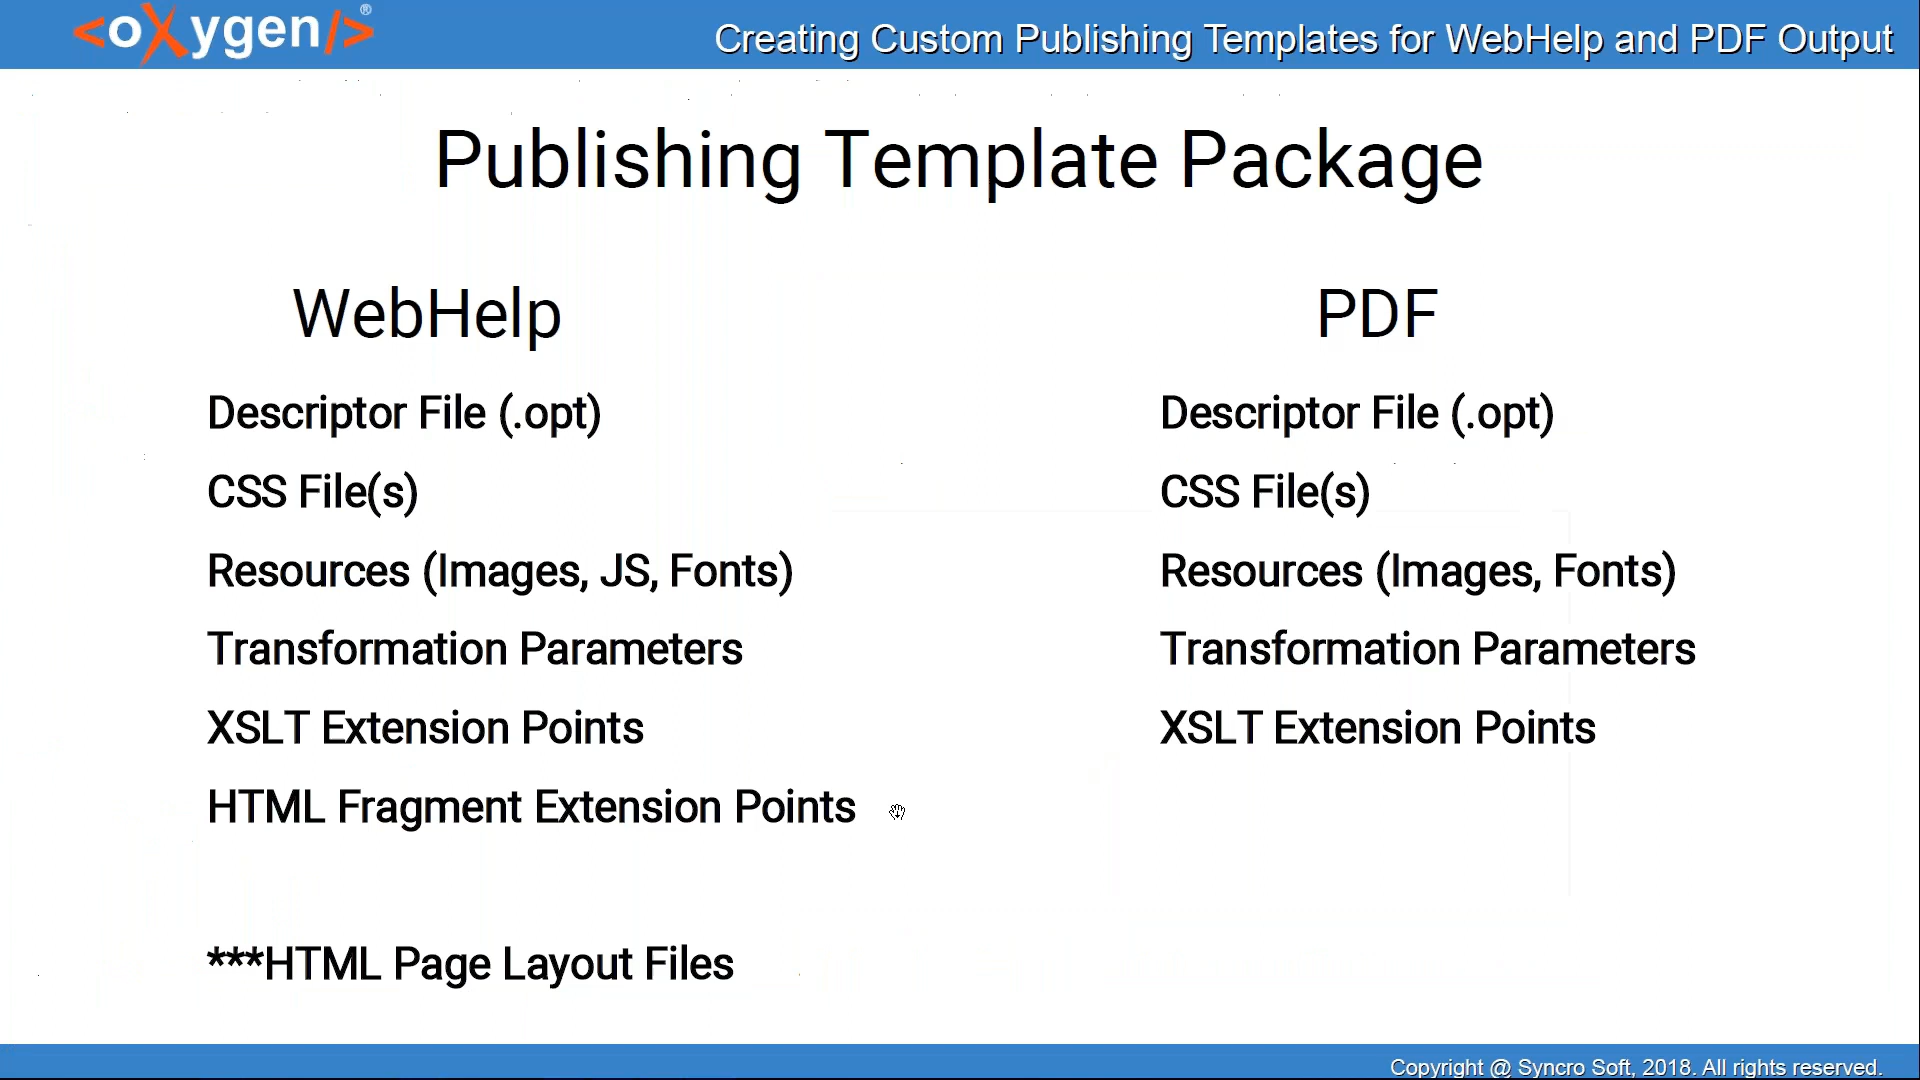 <oXygen/>®
Creating Custom Publishing Templates for WebHelp and PDF Output
Publishing Template Package
WebHelp
Descriptor File (.opt)
CSS File(s)
Resources (Images, JS, Fonts)
Transformation Parameters
XSLT Extension Points
HTML Fragment Extension Points
***HTML Page Layout Files
PDF
Descriptor File (.opt)
CSS File(s)
Resources (Images, Fonts)
Transformation Parameters
XSLT Extension Points
Copyright @ Syncro Soft, 2018. All rights reserved.